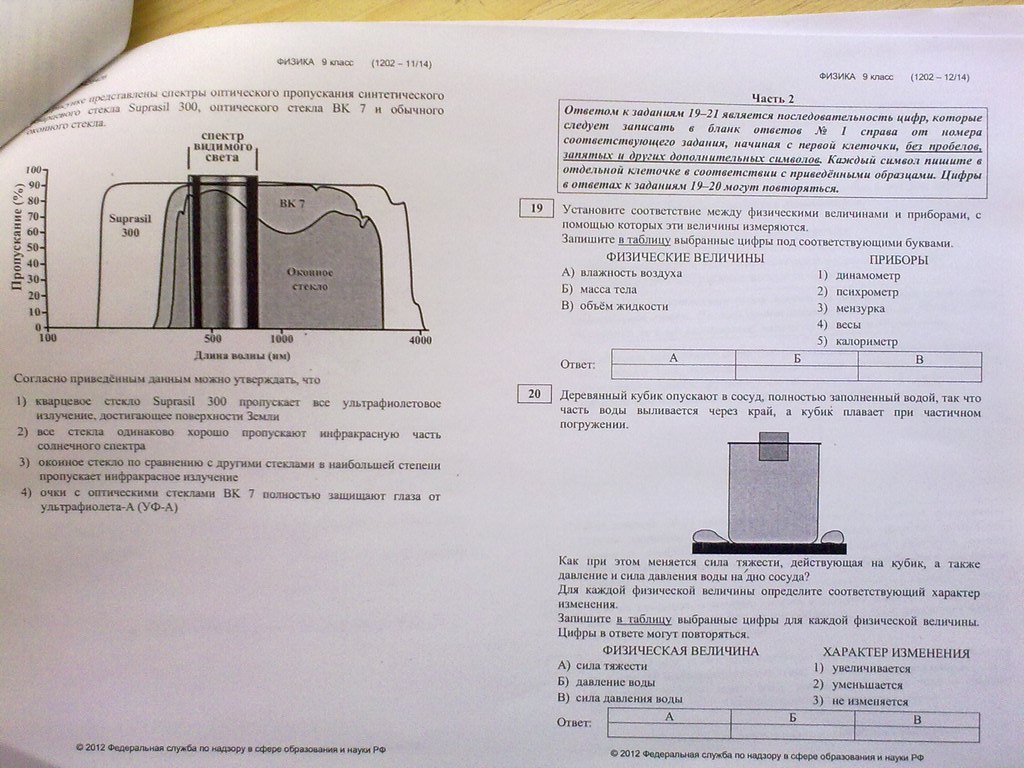 ФИЗИКА 9 класс (1202 – 11/14)
представлены спектры оптического пропускания синтетического
стекла Suprasil 300, оптического стекла BK 7 и обычного
оконного стекла.
спектр
видимого
света
Пропускание (%)
100
90
80
70
60
50
40
30
20
10
0
Suprasil
300
BK 7
Оконное
стекло
100 500 1000 4000
Длина волны (нм)
Согласно приведённым данным можно утверждать, что
1) кварцевое стекло Suprasil 300 пропускает все ультрафиолетовое
излучение, достигающее поверхности Земли
2) все стекла одинаково хорошо пропускают инфракрасную часть
солнечного спектра
3) оконное стекло по сравнению с другими стеклами в наибольшей степени
пропускает инфракрасное излучение
4) очки с оптическими стеклами BK 7 полностью защищают глаза от
ультрафиолета-А (УФ-А)
© 2012 Федеральная служба по надзору в сфере образования и науки РФ
ФИЗИКА 9 класс (1202 – 12/14)
Часть 2
Ответом к заданиям 19–21 является последовательность цифр, которые
следует записать в бланк ответов № 1 справа от номера
соответствующего задания, начиная с первой клеточки, без пробелов,
запятых и других дополнительных символов. Каждый символ пишите в
отдельной клеточке в соответствии с приведёнными образцами. Цифры
в ответах к заданиям 19–20 могут повторяться.
19 Установите соответствие между физическими величинами и приборами, с
помощью которых эти величины измеряются.
Запишите в таблицу выбранные цифры под соответствующими буквами.
ФИЗИЧЕСКИЕ ВЕЛИЧИНЫ ПРИБОРЫ
А) влажность воздуха 1) динамометр
Б) масса тела 2) психрометр
В) объём жидкости 3) мензурка
4) весы
5) калориметр
Ответ: А Б В
20 Деревянный кубик опускают в сосуд, полностью заполненный водой, так что
часть воды выливается через край, а кубик плавает при частичном
погружении.
Как при этом меняется сила тяжести, действующая на кубик, а также
давление и сила давления воды на дно сосуда?
Для каждой физической величины определите соответствующий характер
изменения.
Запишите в таблицу выбранные цифры для каждой физической величины.
Цифры в ответе могут повторяться.
ФИЗИЧЕСКАЯ ВЕЛИЧИНА ХАРАКТЕР ИЗМЕНЕНИЯ
А) сила тяжести 1) увеличивается
Б) давление воды 2) уменьшается
В) сила давления воды 3) не изменяется
Ответ: А Б В
© 2012 Федеральная служба по надзору в сфере образования и науки РФ